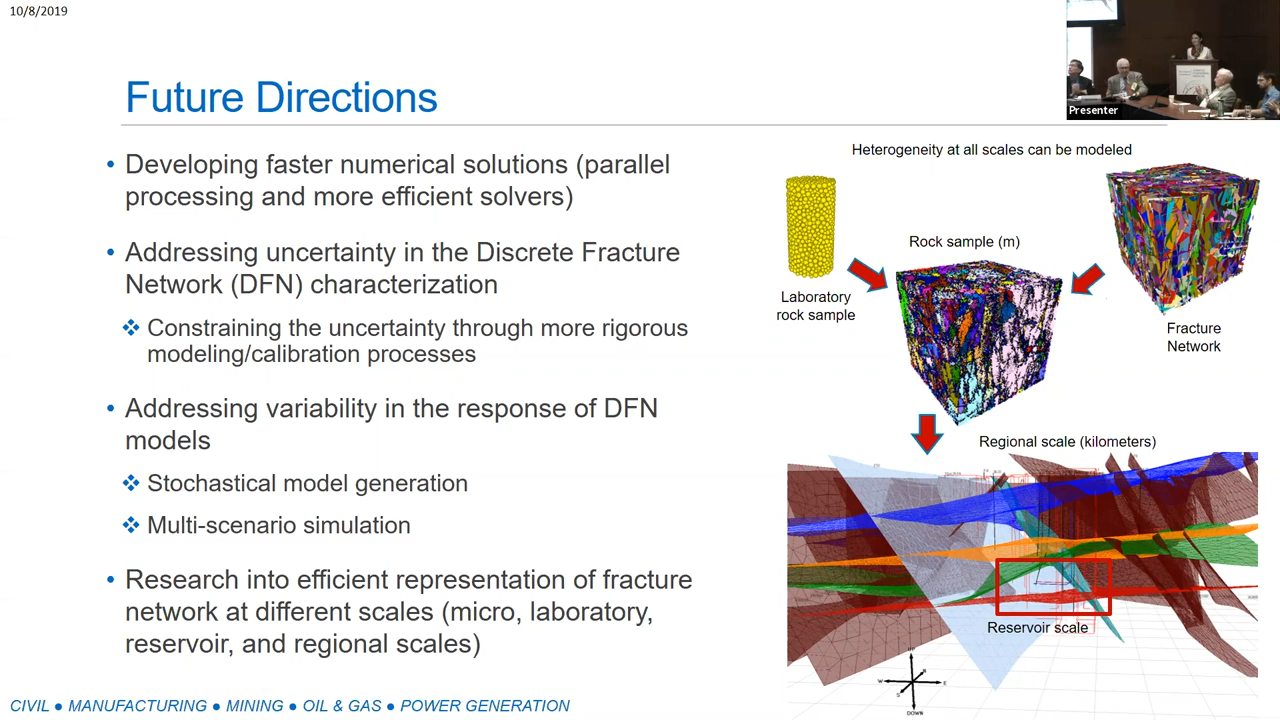 10/8/2019
Presenter
Future Directions
• Developing faster numerical solutions (parallel
processing and more efficient solvers)
• Addressing uncertainty in the Discrete Fracture
Network (DFN) characterization
❖ Constraining the uncertainty through more rigorous
modeling/calibration processes
• Addressing variability in the response of DFN
models
❖ Stochastical model generation
❖ Multi-scenario simulation
• Research into efficient representation of fracture
network at different scales (micro, laboratory,
reservoir, and regional scales)
Heterogeneity at all scales can be modeled
Rock sample (m)
Laboratory
rock sample
Fracture
Network
Regional scale (kilometers)
Reservoir scale
W
E
S
DOWN
CIVIL ● MANUFACTURING ● MINING ● OIL & GAS ● POWER GENERATION